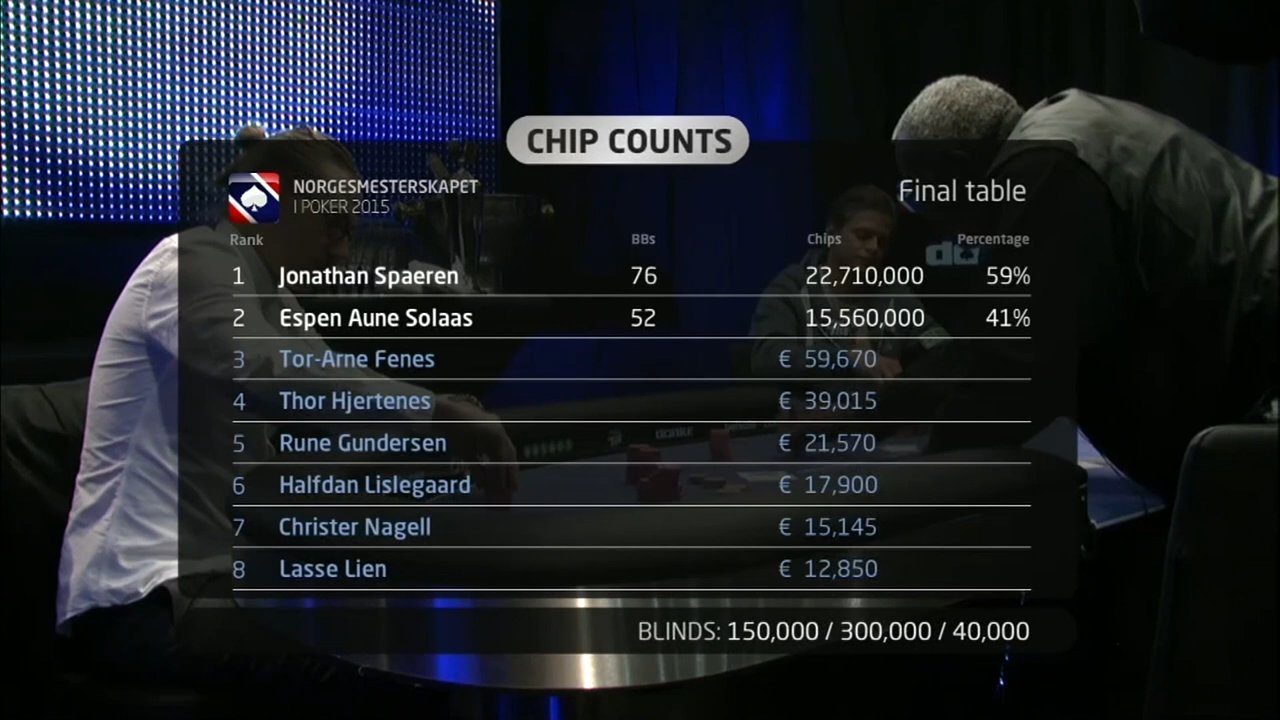 CHIP COUNTS
NORGESMESTERSKAPET
I POKER 2015
Final table
Rank BBs Chips Percentage
1 Jonathan Spaeren 76 22,710,000 59%
2 Espen Aune Solaas 52 15,560,000 41%
3 Tor-Arne Fenes € 59,670
4 Thor Hjertenes € 39,015
5 Rune Gundersen € 21,570
6 Halfdan Lislegaard € 17,900
7 Christer Nagell € 15,145
8 Lasse Lien € 12,850
BLINDS: 150,000 / 300,000 / 40,000